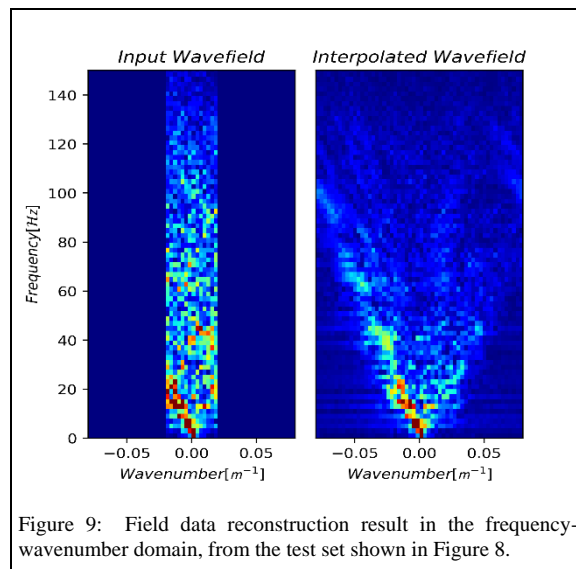 Input Wavefield
Interpolated Wavefield
140
120
100
80
60
40
20
0
Frequency[Hz]
−0.05 0.00 0.05
−0.05 0.00 0.05
Wavenumber[m⁻¹]
Wavenumber[m⁻¹]
Figure 9: Field data reconstruction result in the frequency-
wavenumber domain, from the test set shown in Figure 8.